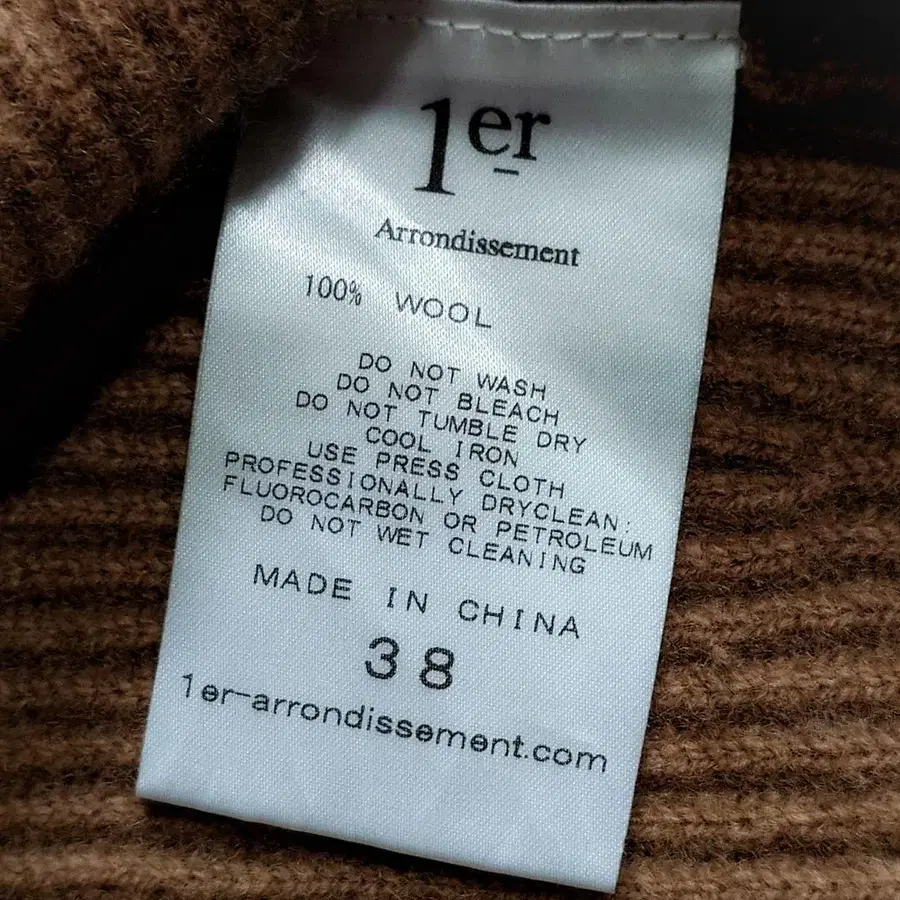 1er
Arrondissement
100% WOOL
DO NOT WASH
DO NOT BLEACH
DO NOT TUMBLE DRY
COOL IRON
USE PRESS CLOTH
PROFESSIONALLY DRYCLEAN:
FLUOROCARBON OR PETROLEUM
DO NOT WET CLEANING
MADE IN CHINA
38
1er-arrondissement.com